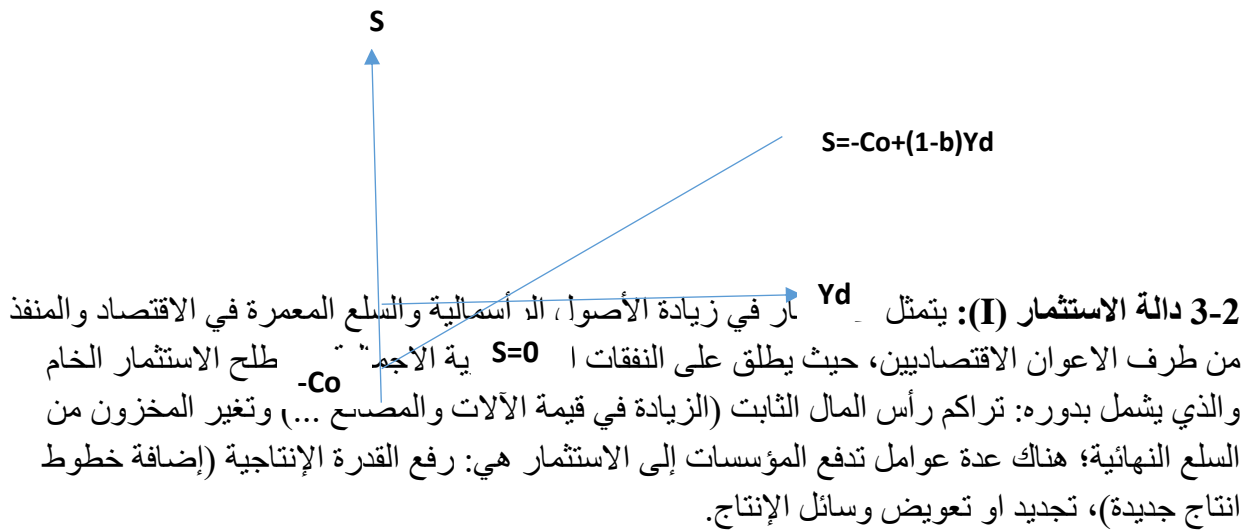 S
S=-Co+(1-b)Yd
Yd
3-2 دالة الاستثمار (I): يتمثل في زيادة الأصول الرأسمالية والسلع المعمرة في الاقتصاد والمنفذ
من طرف الاعوان الاقتصاديين، حيث يطلق على النفقات الاستثمار الخام
S=0
-Co
والذي يشمل بدوره: تراكم رأس المال الثابت (الزيادة في قيمة الآلات والمصانع ...) وتغير المخزون من
السلع النهائية؛ هناك عدة عوامل تدفع المؤسسات إلى الاستثمار هي: رفع القدرة الإنتاجية (إضافة خطوط
انتاج جديدة)، تجديد او تعويض وسائل الإنتاج.